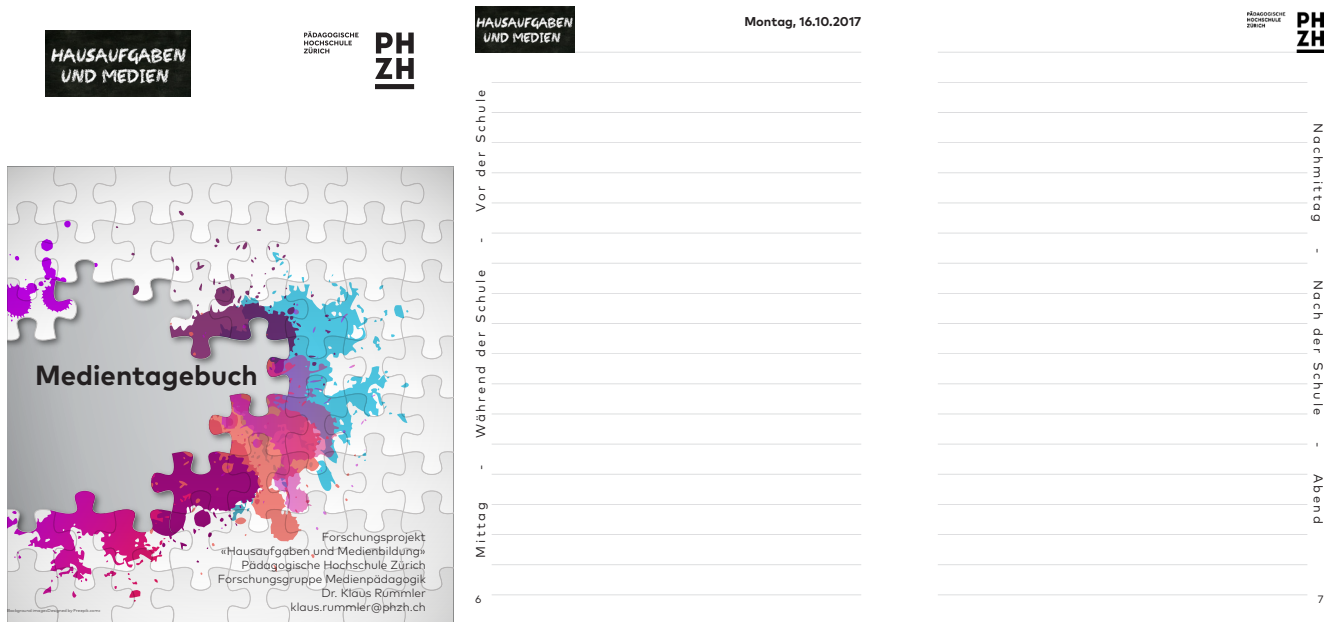 HAUSAUFGABEN
UND MEDIEN
PÄDAGOGISCHE
HOCHSCHULE
ZÜRICH
PH
ZH
Medientagebuch
Forschungsprojekt
«Hausaufgaben und Medienbildung»
Pädagogische Hochschule Zürich
Forschungsgruppe Medienpädagogik
Dr. Klaus Rummler
klaus.rummler@phzh.ch
HAUSAUFGABEN
UND MEDIEN
Montag, 16.10.2017
Mittag - Während der Schule - Vor der Schule
6
PÄDAGOGISCHE
HOCHSCHULE
ZÜRICH
PH
ZH
Nachmittag - Nach der Schule - Abend
7